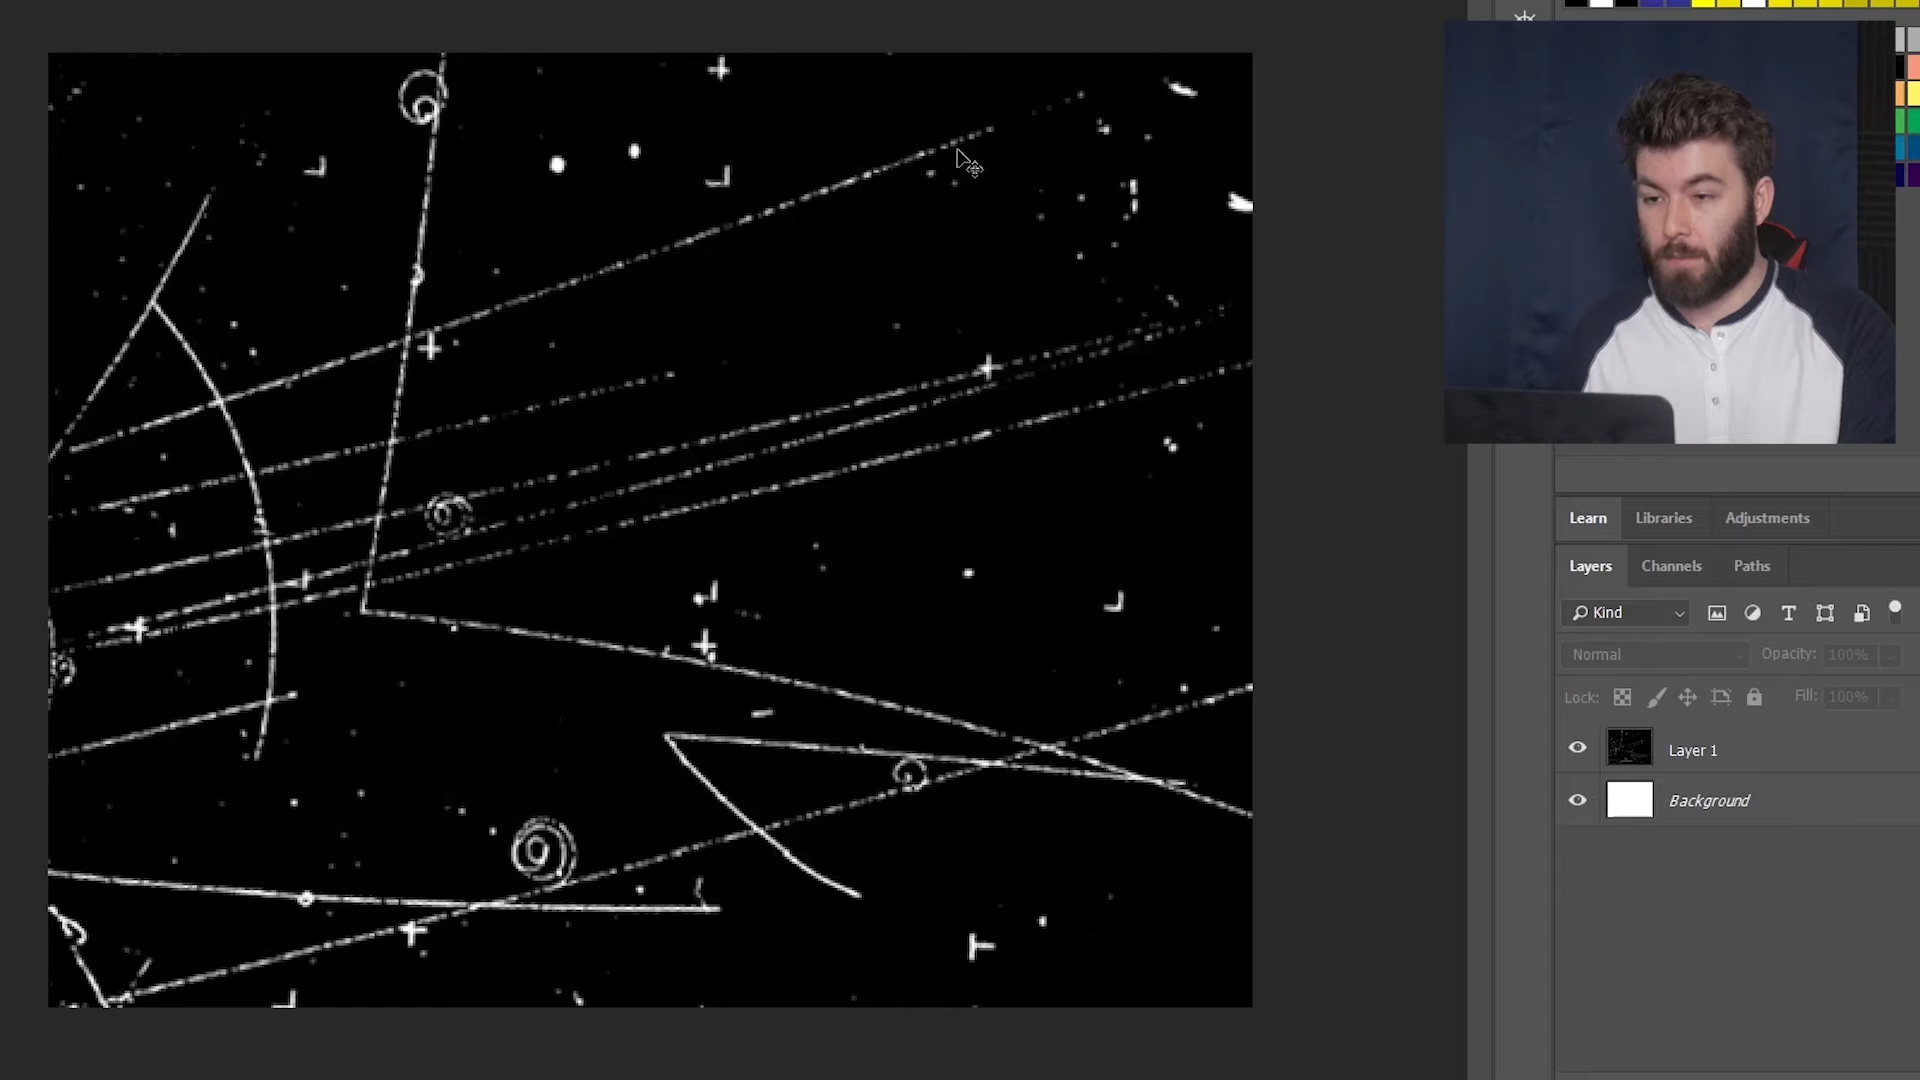 Learn Libraries Adjustments
Layers Channels Paths
Kind
Normal Opacity: 100%
Lock: Fill: 100%
Layer 1
Background